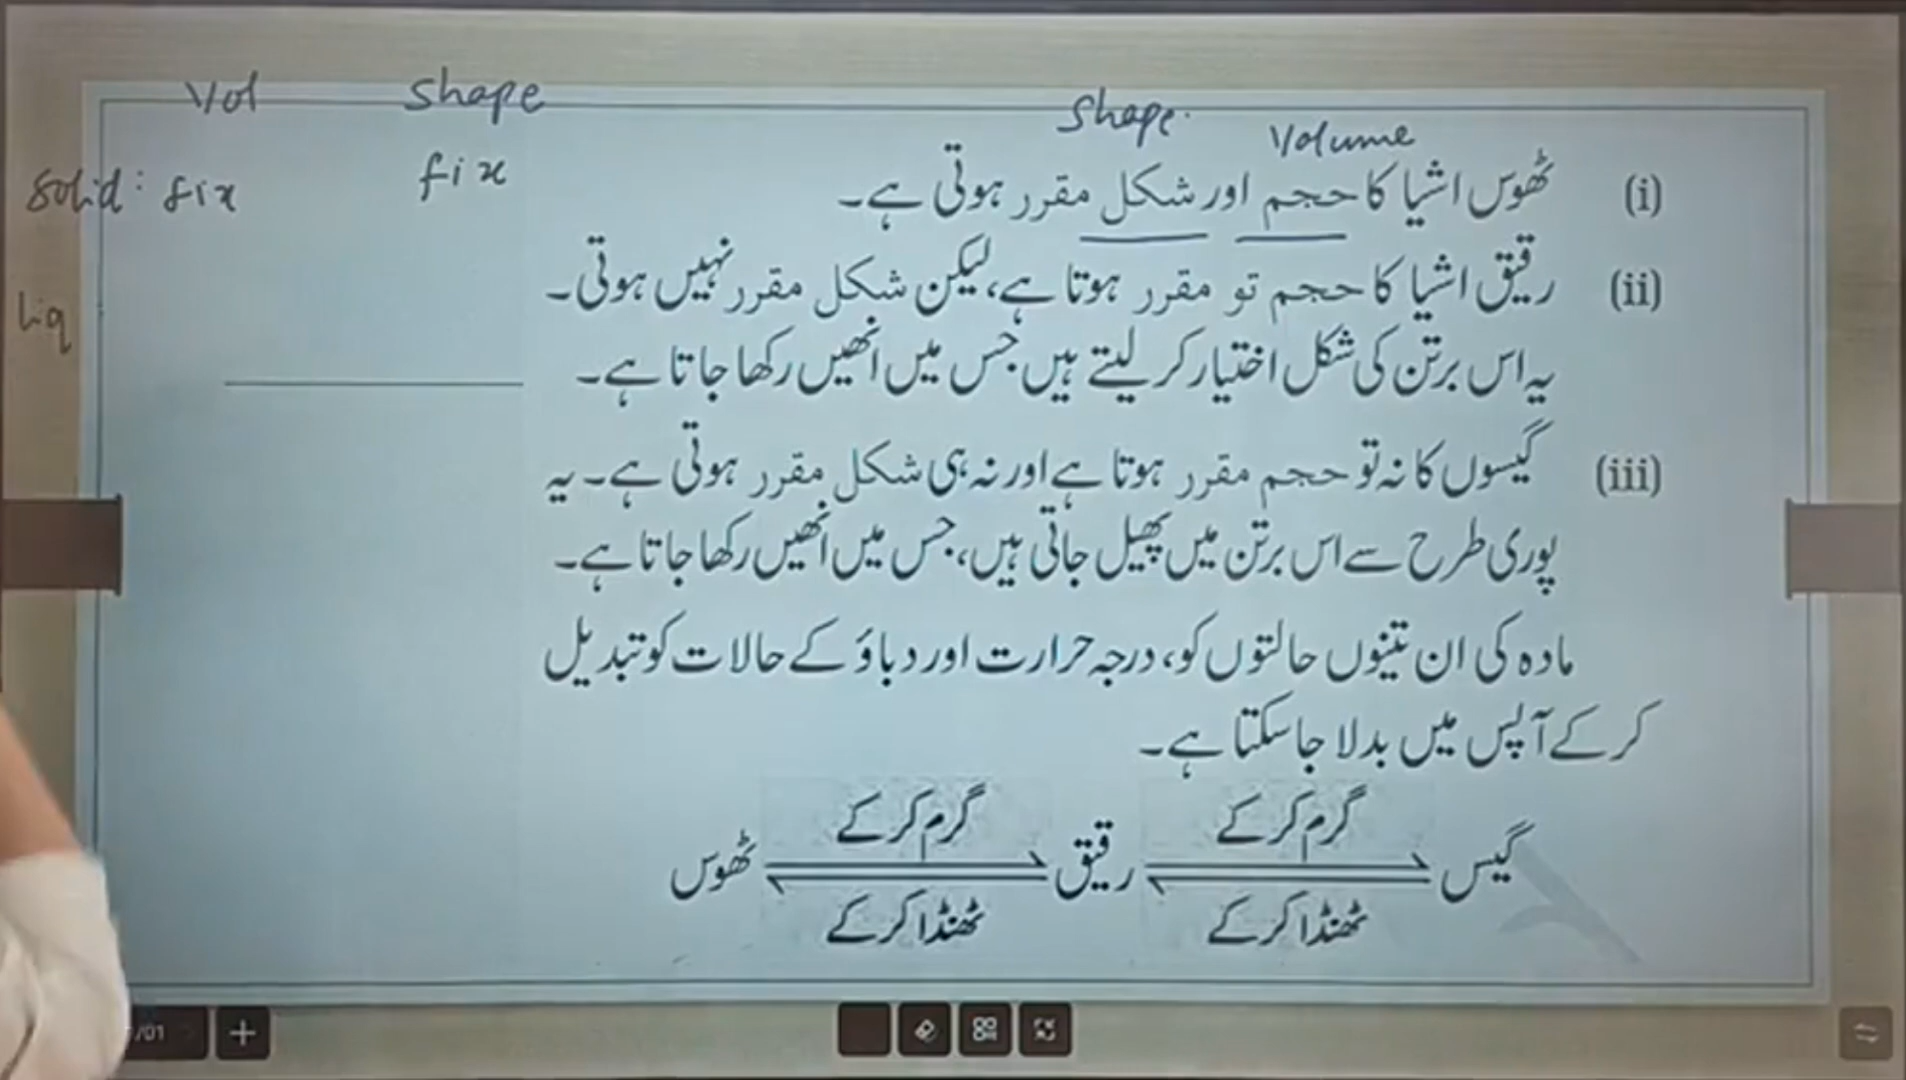 Vol Shape
Shape.
Volume
Solid: fix fix
(i) ٹھوس اشیا کا حجم اور شکل مقرر ہوتی ہے۔
Liq
(ii) رقیق اشیا کا حجم تو مقرر ہوتا ہے، لیکن شکل مقرر نہیں ہوتی۔
یہ اس برتن کی شکل اختیار کر لیتے ہیں جس میں انھیں رکھا جاتا ہے۔
(iii) گیسوں کا نہ تو حجم مقرر ہوتا ہے اور نہ ہی شکل مقرر ہوتی ہے۔ یہ
پوری طرح سے اس برتن میں پھیل جاتی ہیں، جس میں انھیں رکھا جاتا ہے۔
مادہ کی ان تینوں حالتوں کو، درجہ حرارت اور دباؤ کے حالات کو تبدیل
کر کے آپس میں بدلا جا سکتا ہے۔
گرم کر کے گرم کر کے
ٹھوس رقیق گیس
ٹھنڈا کر کے ٹھنڈا کر کے
/01